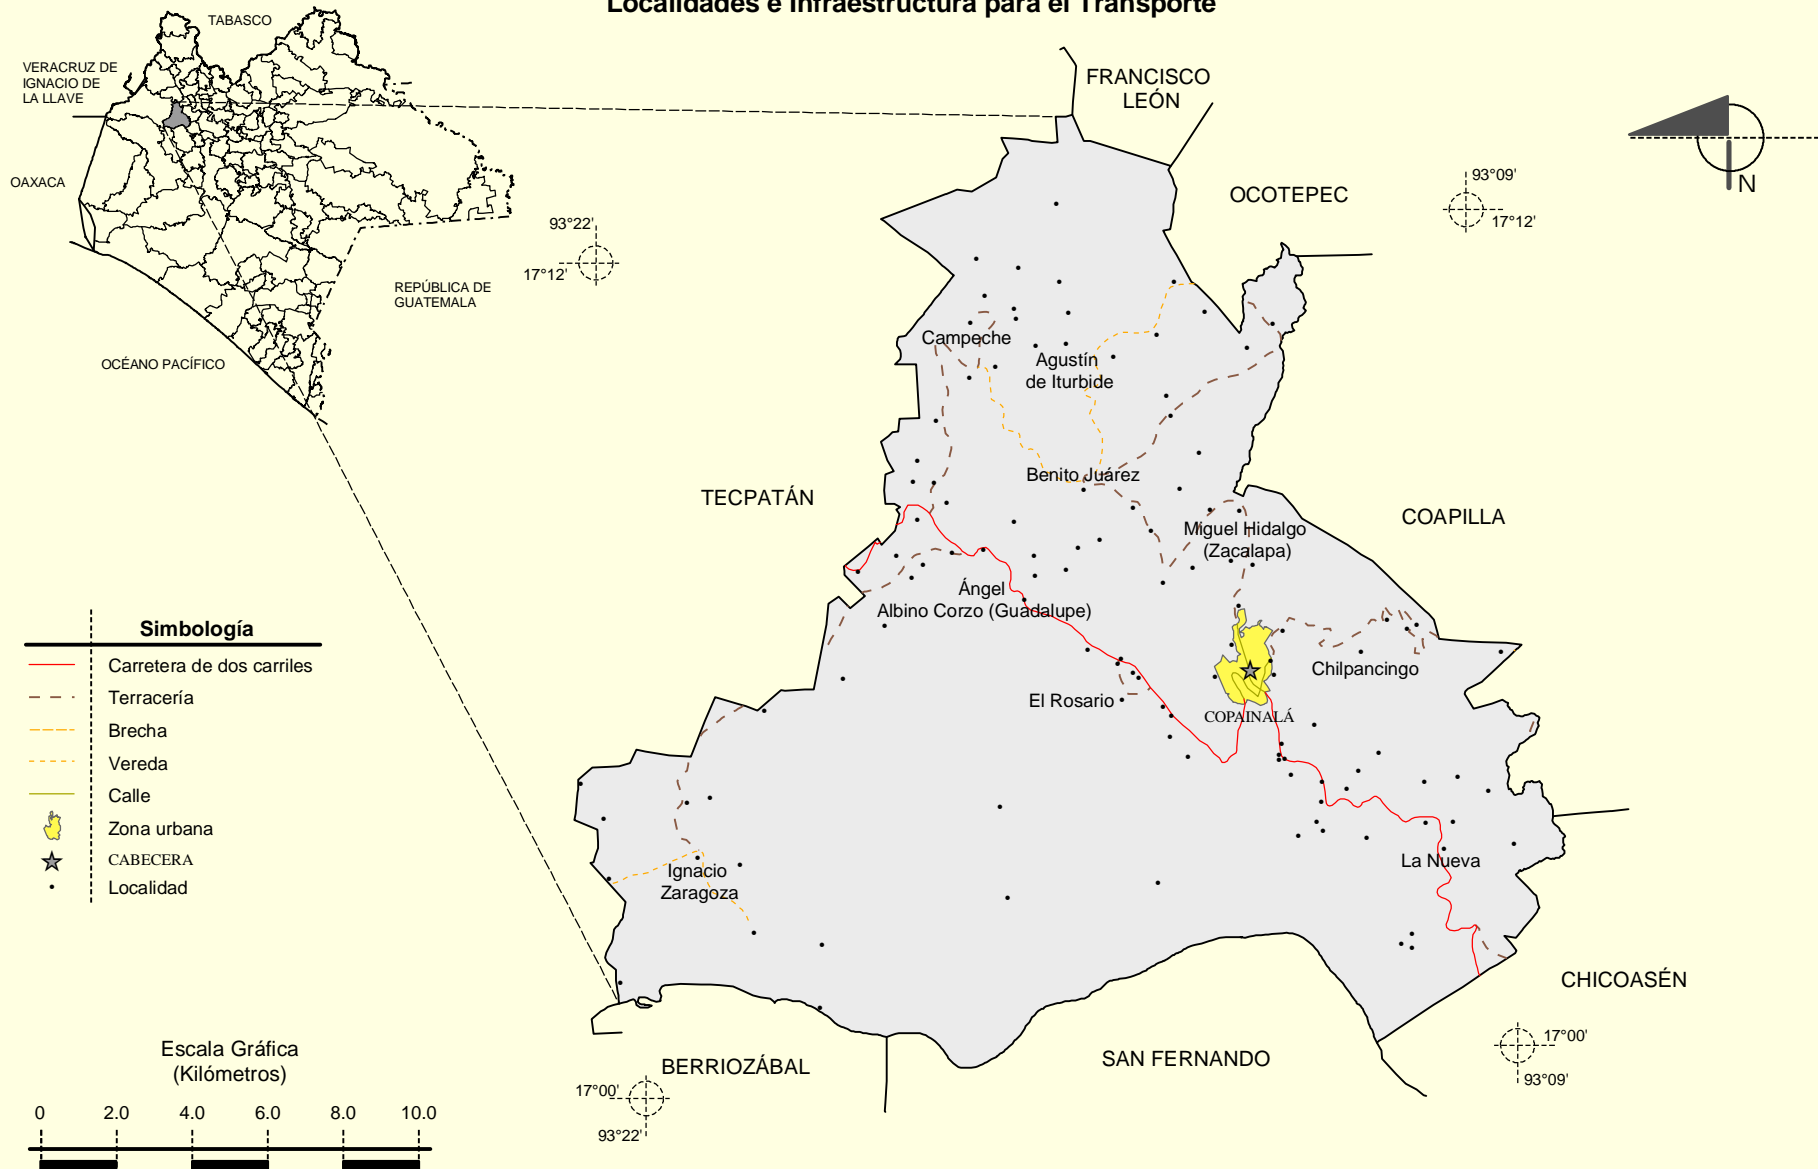 Localidades e Infraestructura para el Transporte
TABASCO
VERACRUZ DE
IGNACIO DE
LA LLAVE
OAXACA
REPÚBLICA DE
GUATEMALA
OCÉANO PACÍFICO
FRANCISCO
LEÓN
OCOTEPEC
93°09'
17°12'
N
93°22'
17°12'
Campeche
Agustín
de Iturbide
Benito Juárez
TECPATÁN
COAPILLA
Miguel Hidalgo
(Zacalapa)
Ángel
Albino Corzo (Guadalupe)
Chilpancingo
El Rosario
COPAINALÁ
La Nueva
Ignacio
Zaragoza
CHICOASÉN
SAN FERNANDO
BERRIOZÁBAL
17°00'
93°09'
17°00'
93°22'
Simbología
Carretera de dos carriles
Terracería
Brecha
Vereda
Calle
Zona urbana
CABECERA
Localidad
Escala Gráfica
(Kilómetros)
0 2.0 4.0 6.0 8.0 10.0